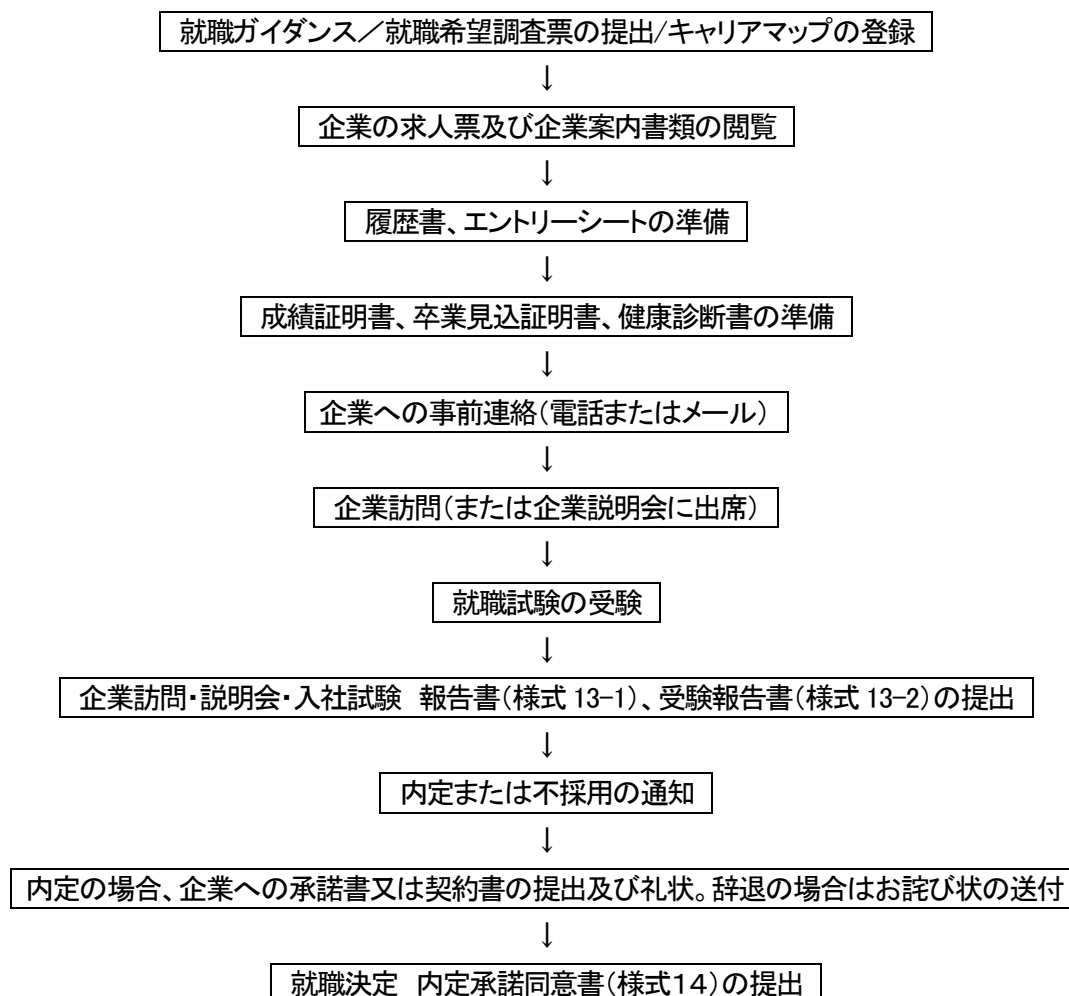 就職ガイダンス／就職希望調査票の提出/キャリアマップの登録
↓
企業の求人票及び企業案内書類の閲覧
↓
履歴書、エントリーシートの準備
↓
成績証明書、卒業見込証明書、健康診断書の準備
↓
企業への事前連絡（電話またはメール）
↓
企業訪問（または企業説明会に出席）
↓
就職試験の受験
↓
企業訪問・説明会・入社試験　報告書（様式 13-1）、受験報告書（様式 13-2）の提出
↓
内定または不採用の通知
↓
内定の場合、企業への承諾書又は契約書の提出及び礼状。辞退の場合はお詫び状の送付
↓
就職決定　内定承諾同意書（様式１４）の提出